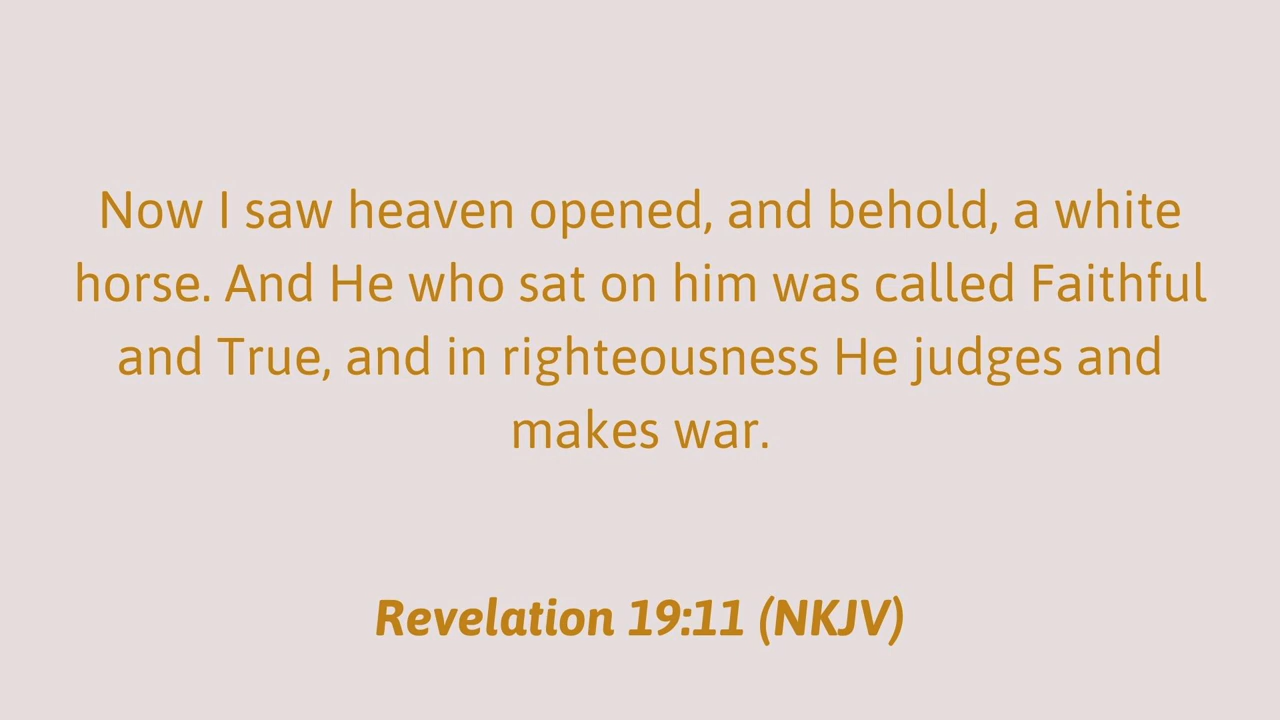 Now I saw heaven opened, and behold, a white
horse. And He who sat on him was called Faithful
and True, and in righteousness He judges and
makes war.
Revelation 19:11 (NKJV)